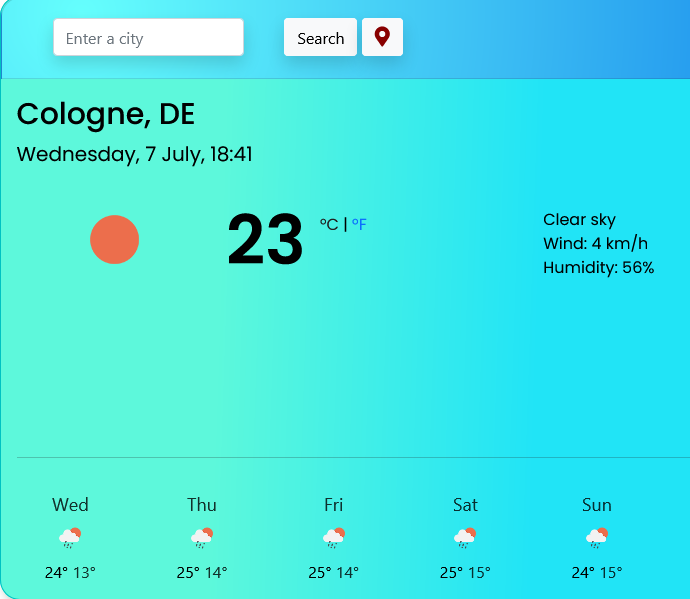 Enter a city
Search
Cologne, DE
Wednesday, 7 July, 18:41
23 °C | °F
Clear sky
Wind: 4 km/h
Humidity: 56%
Wed Thu Fri Sat Sun
24° 13° 25° 14° 25° 14° 25° 15° 24° 15°